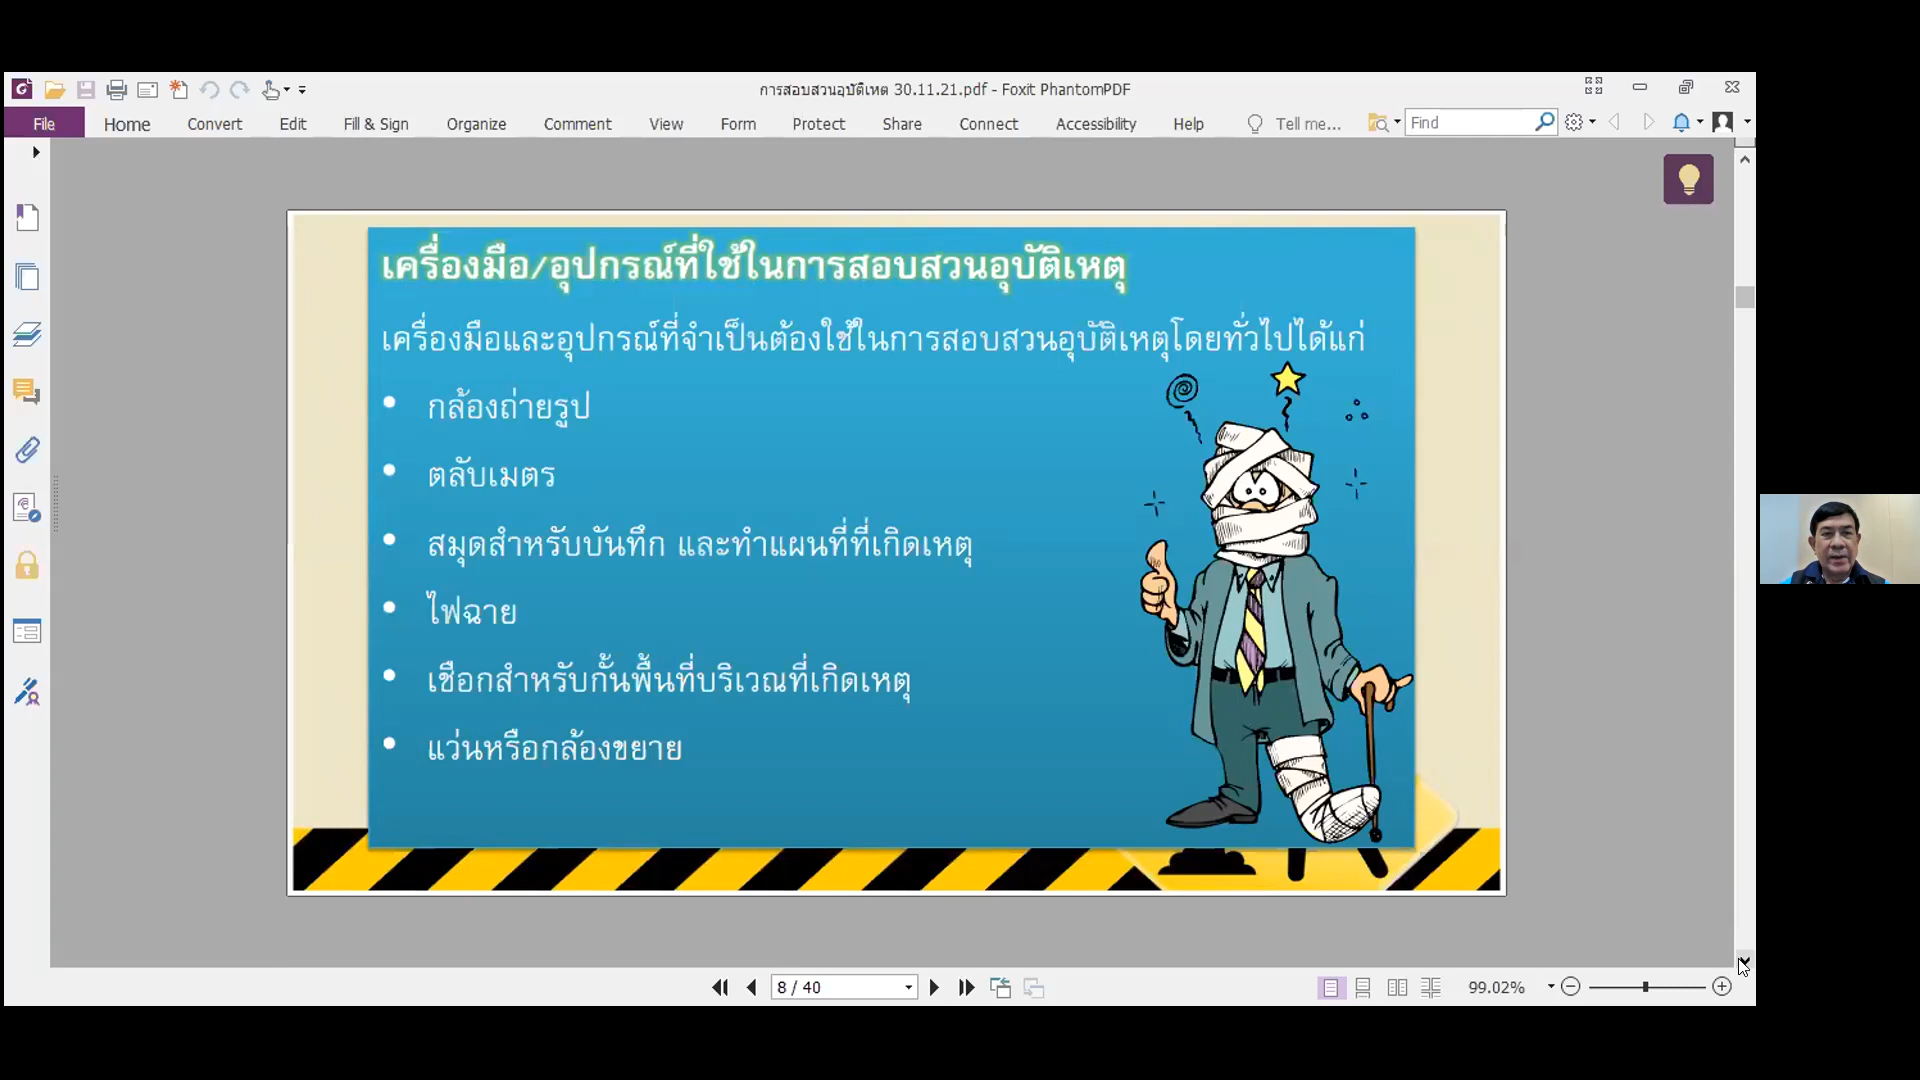 การสอบสวนอุบัติเหตุ 30.11.21.pdf - Foxit PhantomPDF
File Home Convert Edit Fill & Sign Organize Comment View Form Protect Share Connect Accessibility Help Tell me... Find
เครื่องมือ/อุปกรณ์ที่ใช้ในการสอบสวนอุบัติเหตุ
เครื่องมือและอุปกรณ์ที่จำเป็นต้องใช้ในการสอบสวนอุบัติเหตุโดยทั่วไปได้แก่
• กล้องถ่ายรูป
• ตลับเมตร
• สมุดสำหรับบันทึก และทำแผนที่ที่เกิดเหตุ
• ไฟฉาย
• เชือกสำหรับกั้นพื้นที่บริเวณที่เกิดเหตุ
• แว่นหรือกล้องขยาย
8 / 40
99.02%